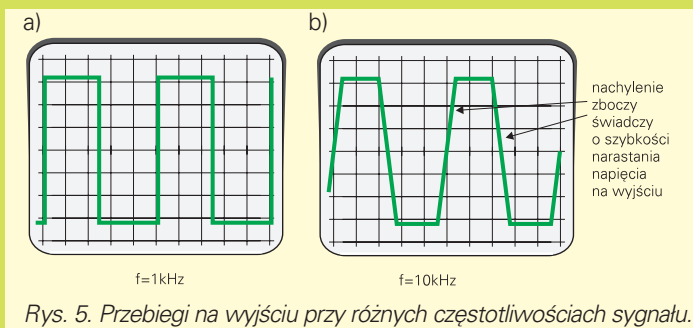 a)
b)
nachylenie
zboczy
świadczy
o szybkości
narastania
napięcia
na wyjściu
f=1kHz
f=10kHz
Rys. 5. Przebiegi na wyjściu przy różnych częstotliwościach sygnału.